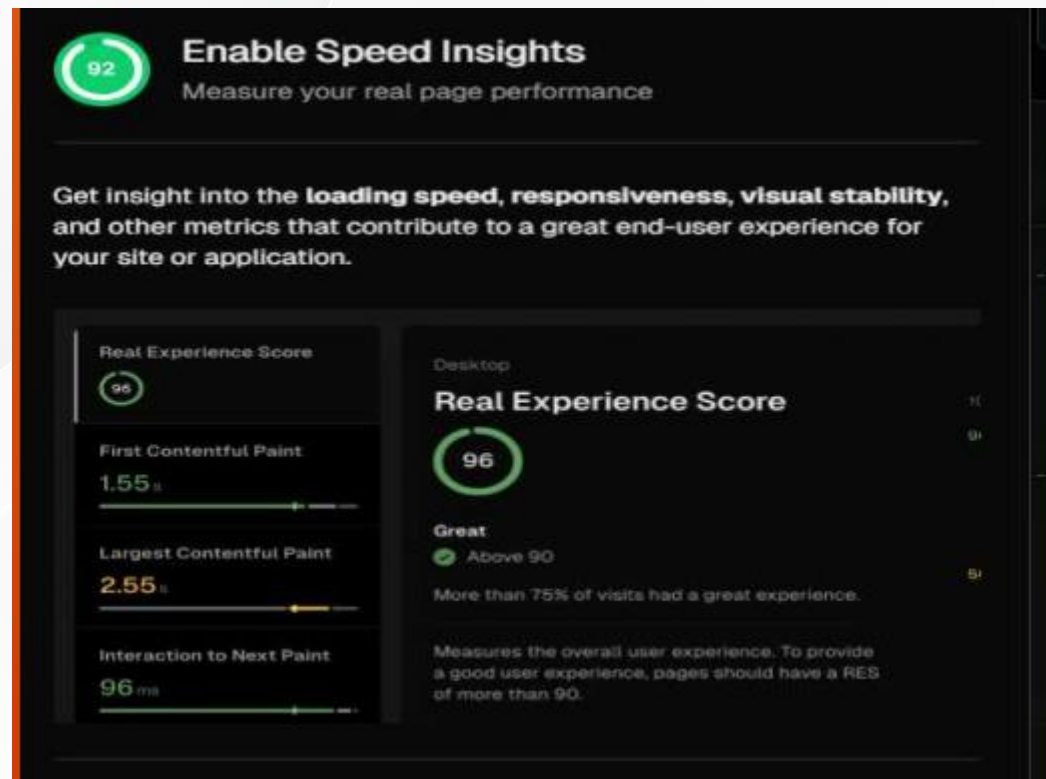 92
Enable Speed Insights
Measure your real page performance
Get insight into the loading speed, responsiveness, visual stability,
and other metrics that contribute to a great end-user experience for
your site or application.
Real Experience Score
96
First Contentful Paint
1.55 s
Largest Contentful Paint
2.55 s
Interaction to Next Paint
96 ms
Desktop
Real Experience Score
96
Great
Above 90
More than 75% of visits had a great experience.
Measures the overall user experience. To provide
a good user experience, pages should have a RES
of more than 90.